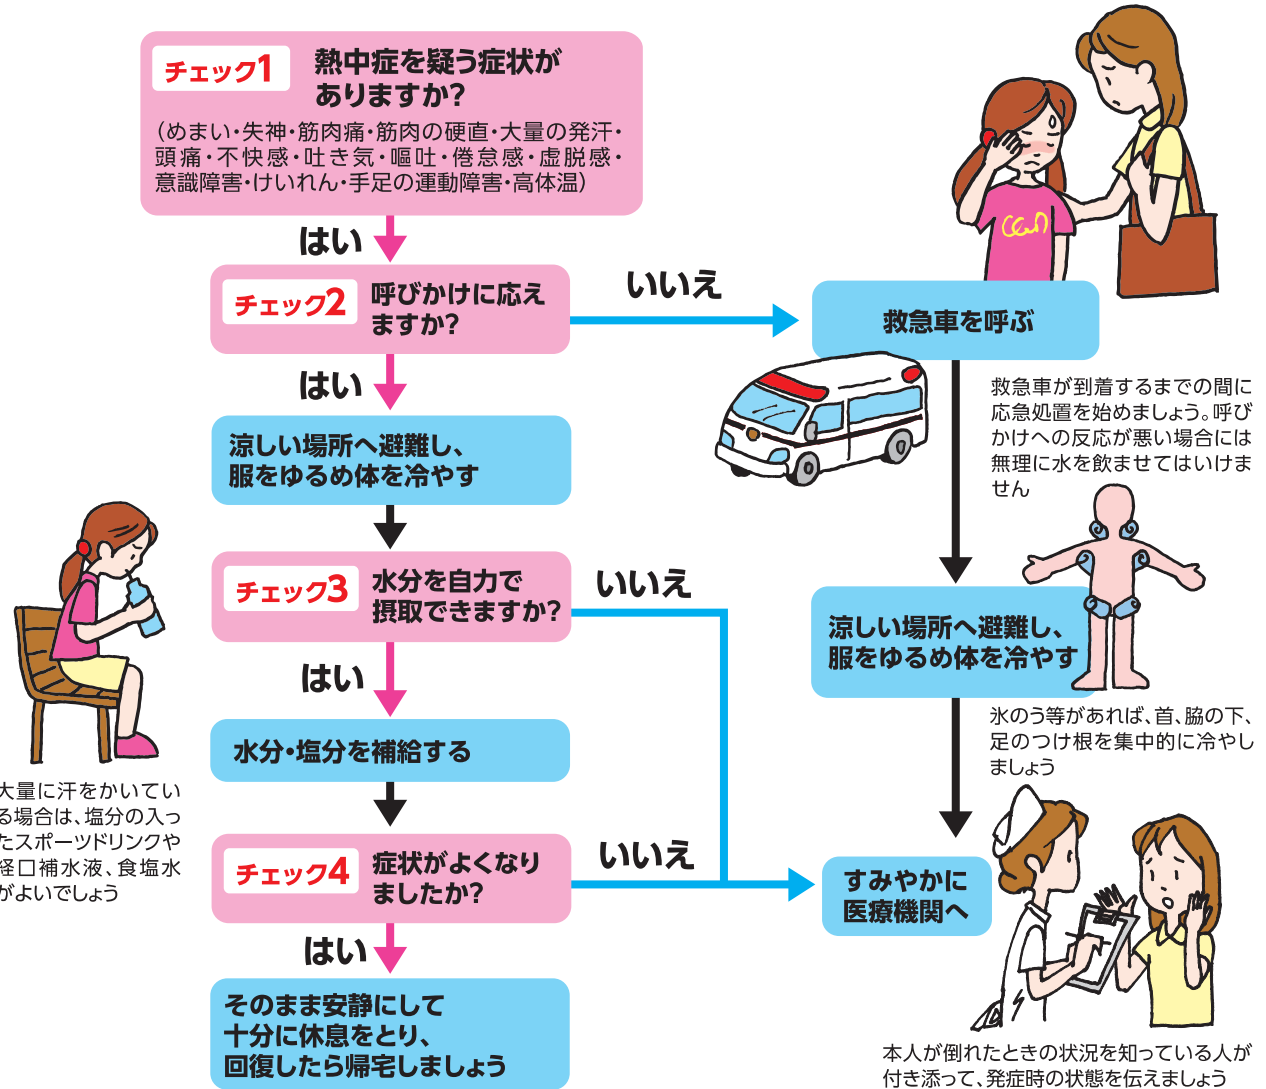 チェック1
熱中症を疑う症状が
ありますか？
（めまい・失神・筋肉痛・筋肉の硬直・大量の発汗・
頭痛・不快感・吐き気・嘔吐・倦怠感・虚脱感・
意識障害・けいれん・手足の運動障害・高体温）
はい
チェック2
呼びかけに応え
ますか？
いいえ
救急車を呼ぶ
救急車が到着するまでの間に
応急処置を始めましょう。呼び
かけへの反応が悪い場合には
無理に水を飲ませてはいけま
せん
はい
涼しい場所へ避難し、
服をゆるめ体を冷やす
チェック3
水分を自力で
摂取できますか？
いいえ
涼しい場所へ避難し、
服をゆるめ体を冷やす
氷のう等があれば、首、脇の下、
足のつけ根を集中的に冷やし
ましょう
はい
水分・塩分を補給する
大量に汗をかいてい
る場合は、塩分の入っ
たスポーツドリンクや
経口補水液、食塩水
がよいでしょう
チェック4
症状がよくなり
ましたか？
いいえ
すみやかに
医療機関へ
はい
そのまま安静にして
十分に休息をとり、
回復したら帰宅しましょう
本人が倒れたときの状況を知っている人が
付き添って、発症時の状態を伝えましょう